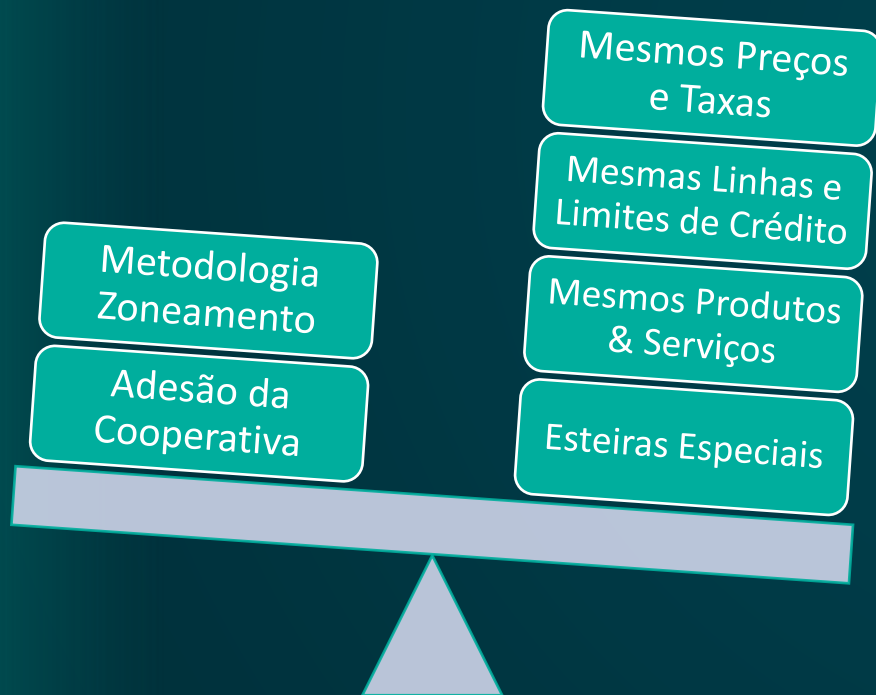 Metodologia
Zoneamento
Adesão da
Cooperativa
Mesmos Preços
e Taxas
Mesmas Linhas e
Limites de Crédito
Mesmos Produtos
& Serviços
Esteiras Especiais